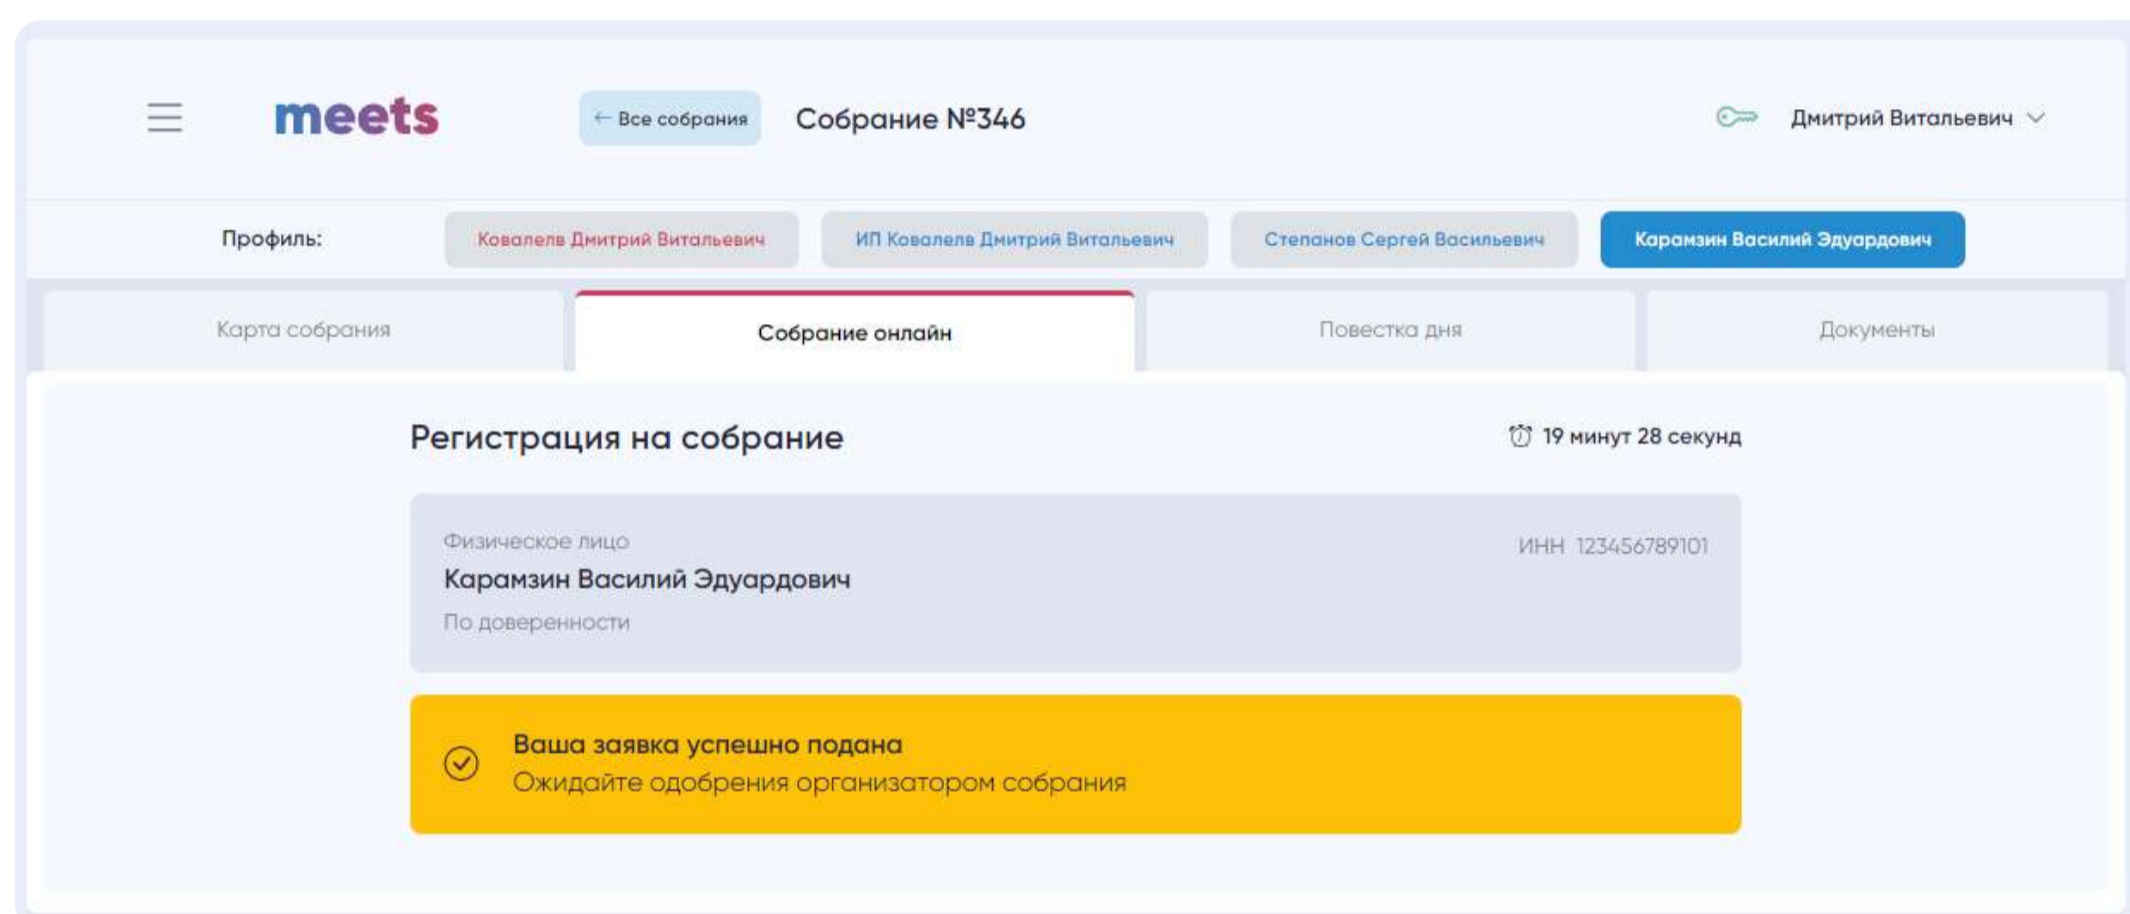 meets
← Все собрания
Собрание №346
Дмитрий Витальевич
Профиль:
Ковалелв Дмитрий Витальевич
ИП Ковалелв Дмитрий Витальевич
Степанов Сергей Васильевич
Карамзин Василий Эдуардович
Карта собрания
Собрание онлайн
Повестка дня
Документы
Регистрация на собрание
19 минут 28 секунд
Физическое лицо
ИНН 123456789101
Карамзин Василий Эдуардович
По доверенности
Ваша заявка успешно подана
Ожидайте одобрения организатором собрания